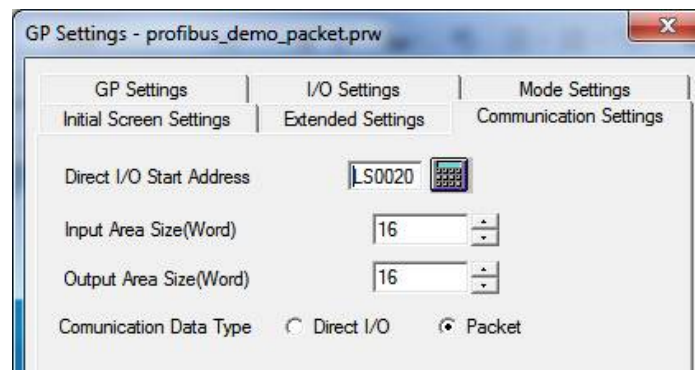 GP Settings - profibus_demo_packet.prw
GP Settings
I/O Settings
Mode Settings
Initial Screen Settings
Extended Settings
Communication Settings
Direct I/O Start Address
LS0020
Input Area Size(Word)
16
Output Area Size(Word)
16
Comunication Data Type
Direct I/O
Packet